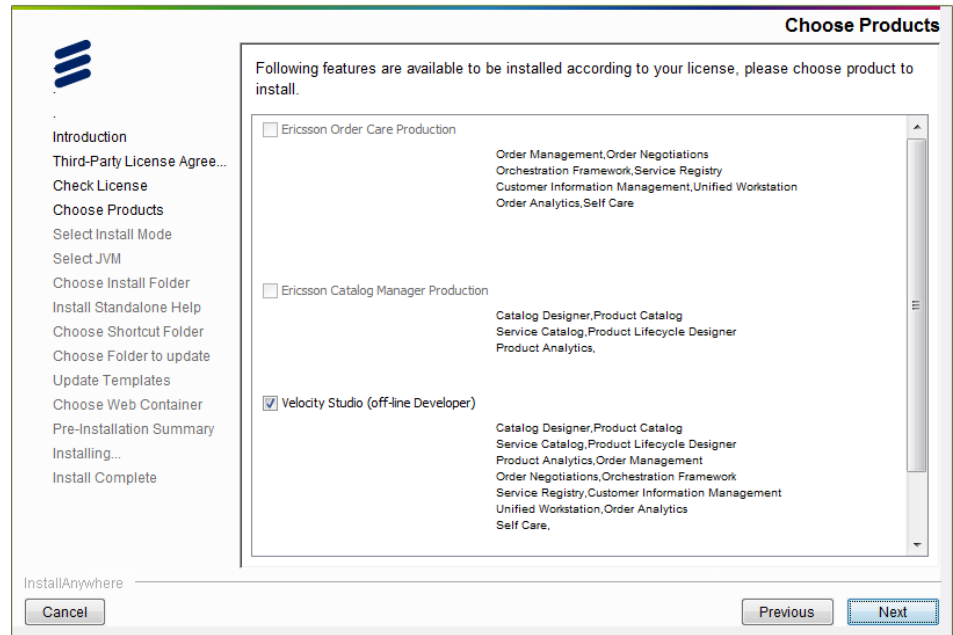 Choose Products
.
.
Introduction
Third-Party License Agree...
Check License
Choose Products
Select Install Mode
Select JVM
Choose Install Folder
Install Standalone Help
Choose Shortcut Folder
Choose Folder to update
Update Templates
Choose Web Container
Pre-Installation Summary
Installing...
Install Complete
Following features are available to be installed according to your license, please choose product to
install.
Ericsson Order Care Production
Order Management,Order Negotiations
Orchestration Framework,Service Registry
Customer Information Management,Unified Workstation
Order Analytics,Self Care
Ericsson Catalog Manager Production
Catalog Designer,Product Catalog
Service Catalog,Product Lifecycle Designer
Product Analytics,
Velocity Studio (off-line Developer)
Catalog Designer,Product Catalog
Service Catalog,Product Lifecycle Designer
Product Analytics,Order Management
Order Negotiations,Orchestration Framework
Service Registry,Customer Information Management
Unified Workstation,Order Analytics
Self Care,
InstallAnywhere
Cancel
Previous
Next